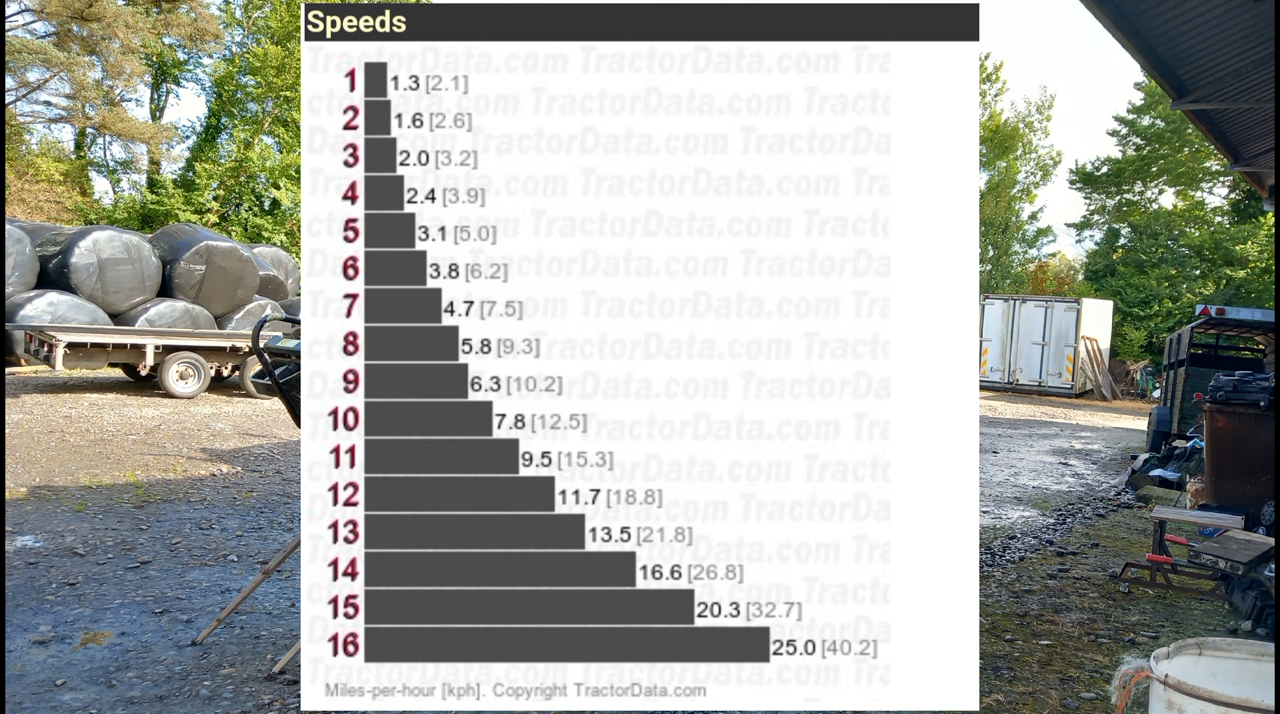 Speeds
1 1.3 [2.1]
2 1.6 [2.6]
3 2.0 [3.2]
4 2.4 [3.9]
5 3.1 [5.0]
6 3.8 [6.2]
7 4.7 [7.5]
8 5.8 [9.3]
9 6.3 [10.2]
10 7.8 [12.5]
11 9.5 [15.3]
12 11.7 [18.8]
13 13.5 [21.8]
14 16.6 [26.8]
15 20.3 [32.7]
16 25.0 [40.2]
Miles-per-hour [kph]. Copyright TractorData.com